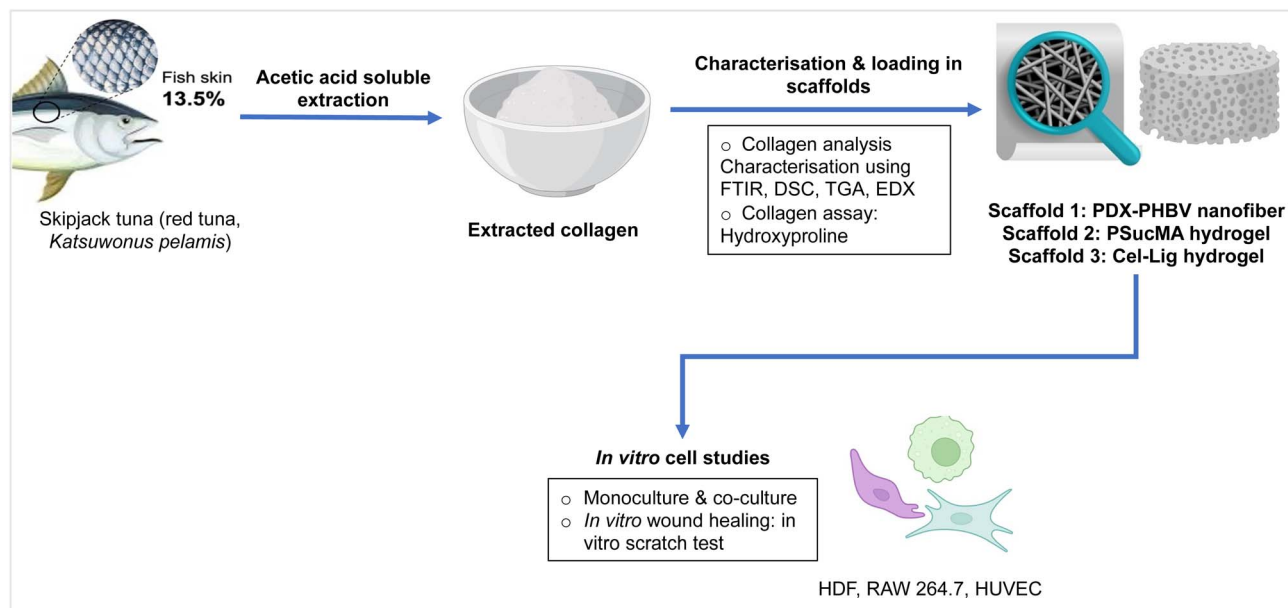 Fish skin
13.5%
Skipjack tuna (red tuna,
Katsuwonus pelamis)
Acetic acid soluble
extraction
Extracted collagen
Characterisation & loading in
scaffolds
o Collagen analysis
Characterisation using
FTIR, DSC, TGA, EDX
o Collagen assay:
Hydroxyproline
Scaffold 1: PDX-PHBV nanofiber
Scaffold 2: PSucMA hydrogel
Scaffold 3: Cel-Lig hydrogel
In vitro cell studies
o Monoculture & co-culture
o In vitro wound healing: in
vitro scratch test
HDF, RAW 264.7, HUVEC